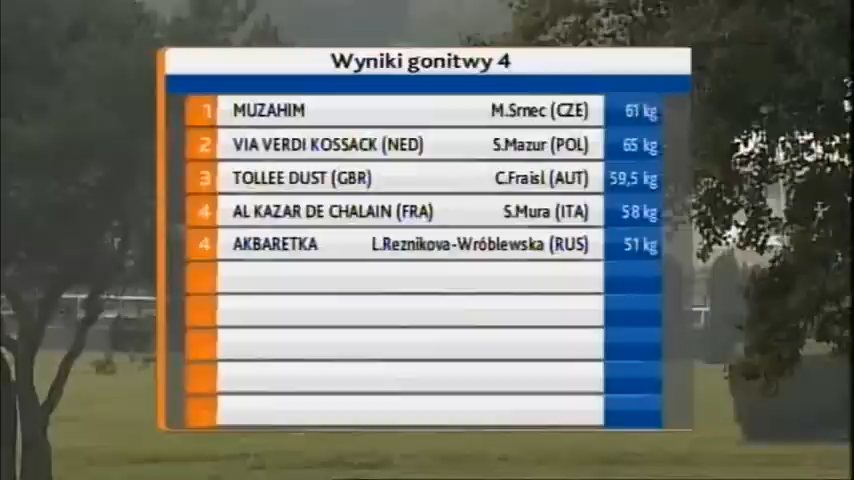 Wyniki gonitwy 4
1 MUZAHIM M.Srnec (CZE) 61 kg
2 VIA VERDI KOSSACK (NED) S.Mazur (POL) 65 kg
3 TOLLEE DUST (GBR) C.Fraisl (AUT) 59,5 kg
4 AL KAZAR DE CHALAIN (FRA) S.Mura (ITA) 58 kg
4 AKBARETKA L.Reznikova-Wróblewska (RUS) 51 kg